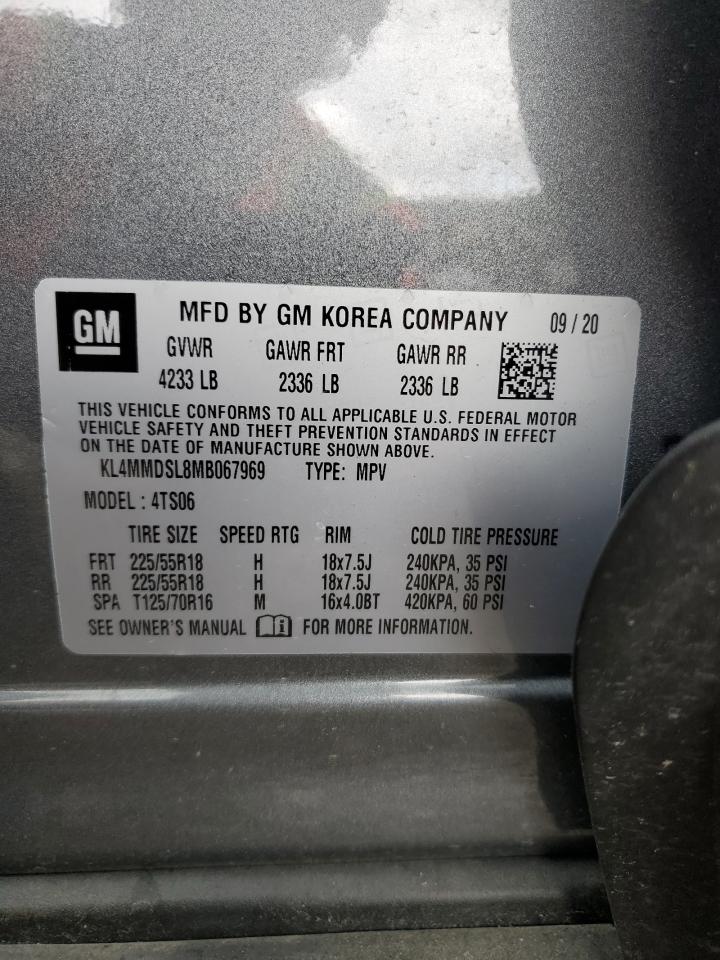 GM
MFD BY GM KOREA COMPANY 09 / 20
GVWR GAWR FRT GAWR RR
4233 LB 2336 LB 2336 LB
THIS VEHICLE CONFORMS TO ALL APPLICABLE U.S. FEDERAL MOTOR
VEHICLE SAFETY AND THEFT PREVENTION STANDARDS IN EFFECT
ON THE DATE OF MANUFACTURE SHOWN ABOVE.
KL4MMDSL8MB067969 TYPE: MPV
MODEL: 4TS06
TIRE SIZE SPEED RTG RIM COLD TIRE PRESSURE
FRT 225/55R18 H 18x7.5J 240KPA, 35 PSI
RR 225/55R18 H 18x7.5J 240KPA, 35 PSI
SPA T125/70R16 M 16x4.0BT 420KPA, 60 PSI
SEE OWNER'S MANUAL i FOR MORE INFORMATION.